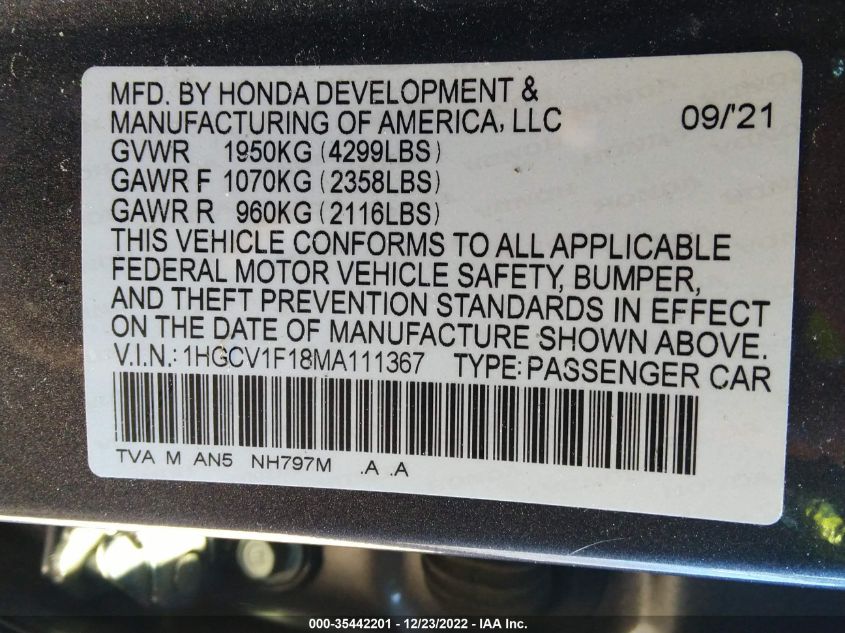 MFD. BY HONDA DEVELOPMENT &
MANUFACTURING OF AMERICA, LLC 09/'21
GVWR 1950KG (4299LBS)
GAWR F 1070KG (2358LBS)
GAWR R 960KG (2116LBS)
THIS VEHICLE CONFORMS TO ALL APPLICABLE
FEDERAL MOTOR VEHICLE SAFETY, BUMPER,
AND THEFT PREVENTION STANDARDS IN EFFECT
ON THE DATE OF MANUFACTURE SHOWN ABOVE.
V.I.N.: 1HGCV1F18MA111367 TYPE: PASSENGER CAR
TVA M AN5 NH797M .A .A
000-35442201 - 12/23/2022 - IAA Inc.